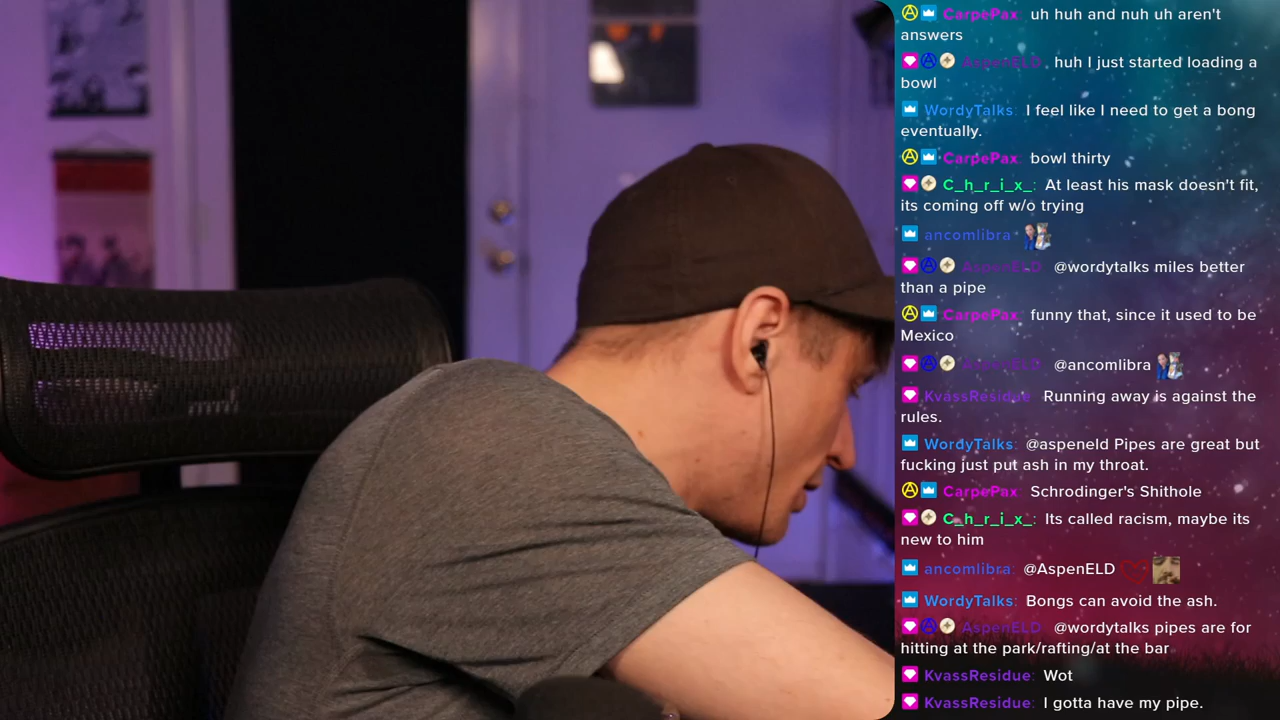 CarpePax: uh huh and nuh uh aren't
answers
AspenELD: huh I just started loading a
bowl
WordyTalks: I feel like I need to get a bong
eventually.
CarpePax: bowl thirty
C_h_r_i_x_: At least his mask doesn't fit,
its coming off w/o trying
ancomlibra:
AspenELD: @wordytalks miles better
than a pipe
CarpePax: funny that, since it used to be
Mexico
AspenELD: @ancomlibra
KvassResidue: Running away is against the
rules.
WordyTalks: @aspeneld Pipes are great but
fucking just put ash in my throat.
CarpePax: Schrodinger's Shithole
C_h_r_i_x_: Its called racism, maybe its
new to him
ancomlibra: @AspenELD
WordyTalks: Bongs can avoid the ash.
AspenELD: @wordytalks pipes are for
hitting at the park/rafting/at the bar
KvassResidue: Wot
KvassResidue: I gotta have my pipe.